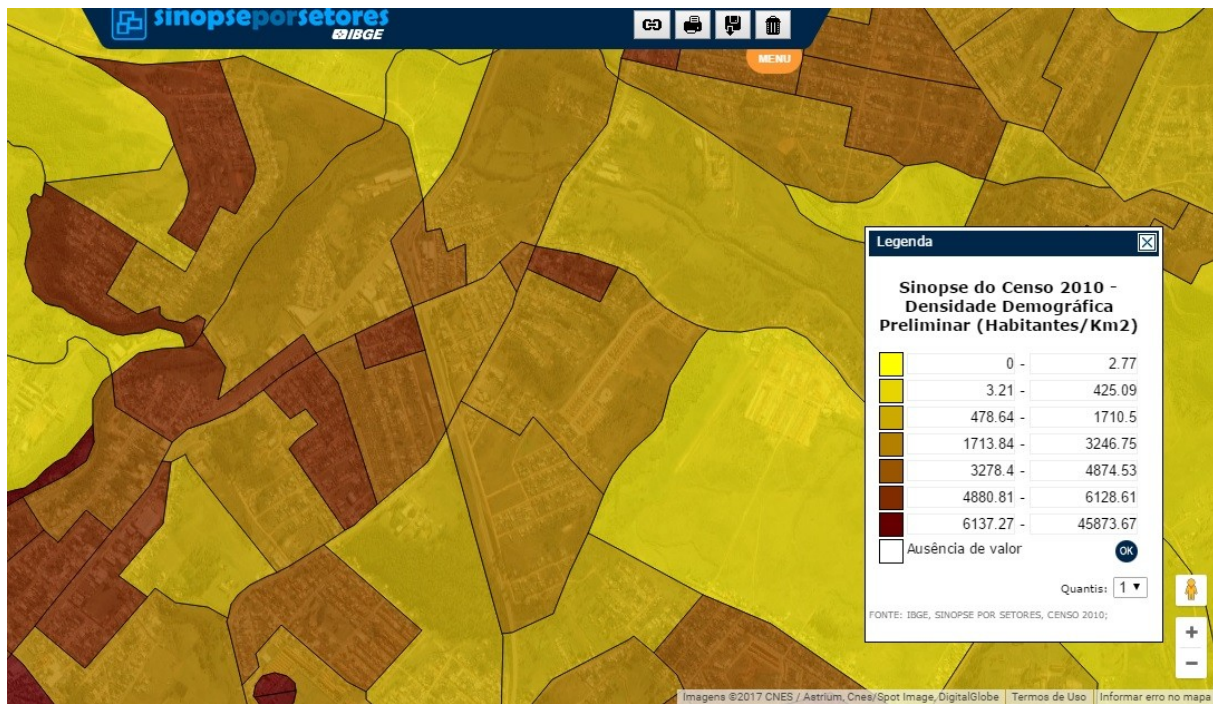 sinopseporsetores
IBGE
MENU
Legenda
Sinopse do Censo 2010 -
Densidade Demográfica
Preliminar (Habitantes/Km2)
0 - 2.77
3.21 - 425.09
478.64 - 1710.5
1713.84 - 3246.75
3278.4 - 4874.53
4880.81 - 6128.61
6137.27 - 45873.67
Ausência de valor OK
Quantis: 1
FONTE: IBGE, SINOPSE POR SETORES, CENSO 2010;
Imagens ©2017 CNES / Astrium, Cnes/Spot Image, DigitalGlobe Termos de Uso Informar erro no mapa